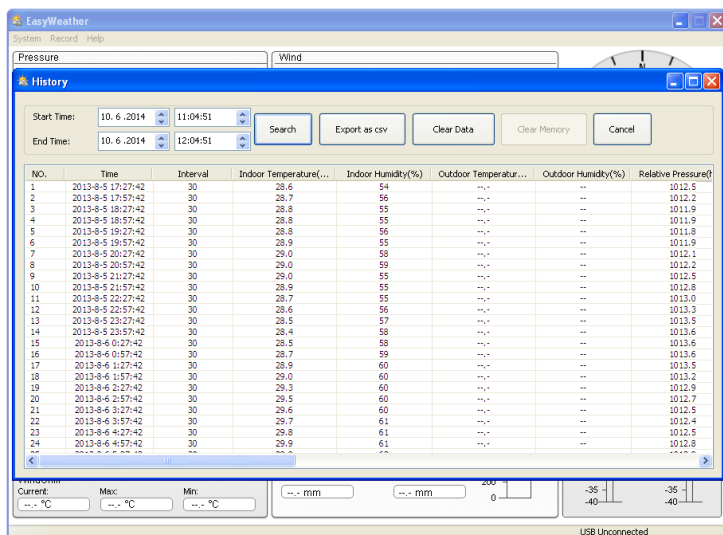 EasyWeather
System Record Help
Pressure Wind
N
History
Start Time: 10. 6 .2014 11:04:51
Search Export as csv Clear Data Clear Memory Cancel
End Time: 10. 6 .2014 12:04:51
NO. Time Interval Indoor Temperature(... Indoor Humidity(%) Outdoor Temperatur... Outdoor Humidity(%) Relative Pressure(
1 2013-8-5 17:27:42 30 28.6 54 --.- -- 1012.5
2 2013-8-5 17:57:42 30 28.7 56 --.- -- 1012.2
3 2013-8-5 18:27:42 30 28.8 55 --.- -- 1011.9
4 2013-8-5 18:57:42 30 28.8 55 --.- -- 1011.9
5 2013-8-5 19:27:42 30 28.8 56 --.- -- 1011.8
6 2013-8-5 19:57:42 30 28.9 55 --.- -- 1011.9
7 2013-8-5 20:27:42 30 29.0 58 --.- -- 1012.1
8 2013-8-5 20:57:42 30 29.0 59 --.- -- 1012.2
9 2013-8-5 21:27:42 30 29.0 55 --.- -- 1012.5
10 2013-8-5 21:57:42 30 28.9 55 --.- -- 1012.8
11 2013-8-5 22:27:42 30 28.7 55 --.- -- 1013.0
12 2013-8-5 22:57:42 30 28.6 56 --.- -- 1013.3
13 2013-8-5 23:27:42 30 28.5 57 --.- -- 1013.5
14 2013-8-5 23:57:42 30 28.4 58 --.- -- 1013.6
15 2013-8-6 0:27:42 30 28.5 58 --.- -- 1013.6
16 2013-8-6 0:57:42 30 28.7 59 --.- -- 1013.6
17 2013-8-6 1:27:42 30 28.9 60 --.- -- 1013.5
18 2013-8-6 1:57:42 30 29.0 60 --.- -- 1013.2
19 2013-8-6 2:27:42 30 29.3 60 --.- -- 1012.9
20 2013-8-6 2:57:42 30 29.5 60 --.- -- 1012.7
21 2013-8-6 3:27:42 30 29.6 60 --.- -- 1012.5
22 2013-8-6 3:57:42 30 29.7 61 --.- -- 1012.4
23 2013-8-6 4:27:42 30 29.8 61 --.- -- 1012.5
24 2013-8-6 4:57:42 30 29.9 61 --.- -- 1012.8
Current: Max: Min:
--.- °C --.- °C --.- °C
--.- mm --.- mm
200
0
-35 -35
-40 -40
USB Unconnected